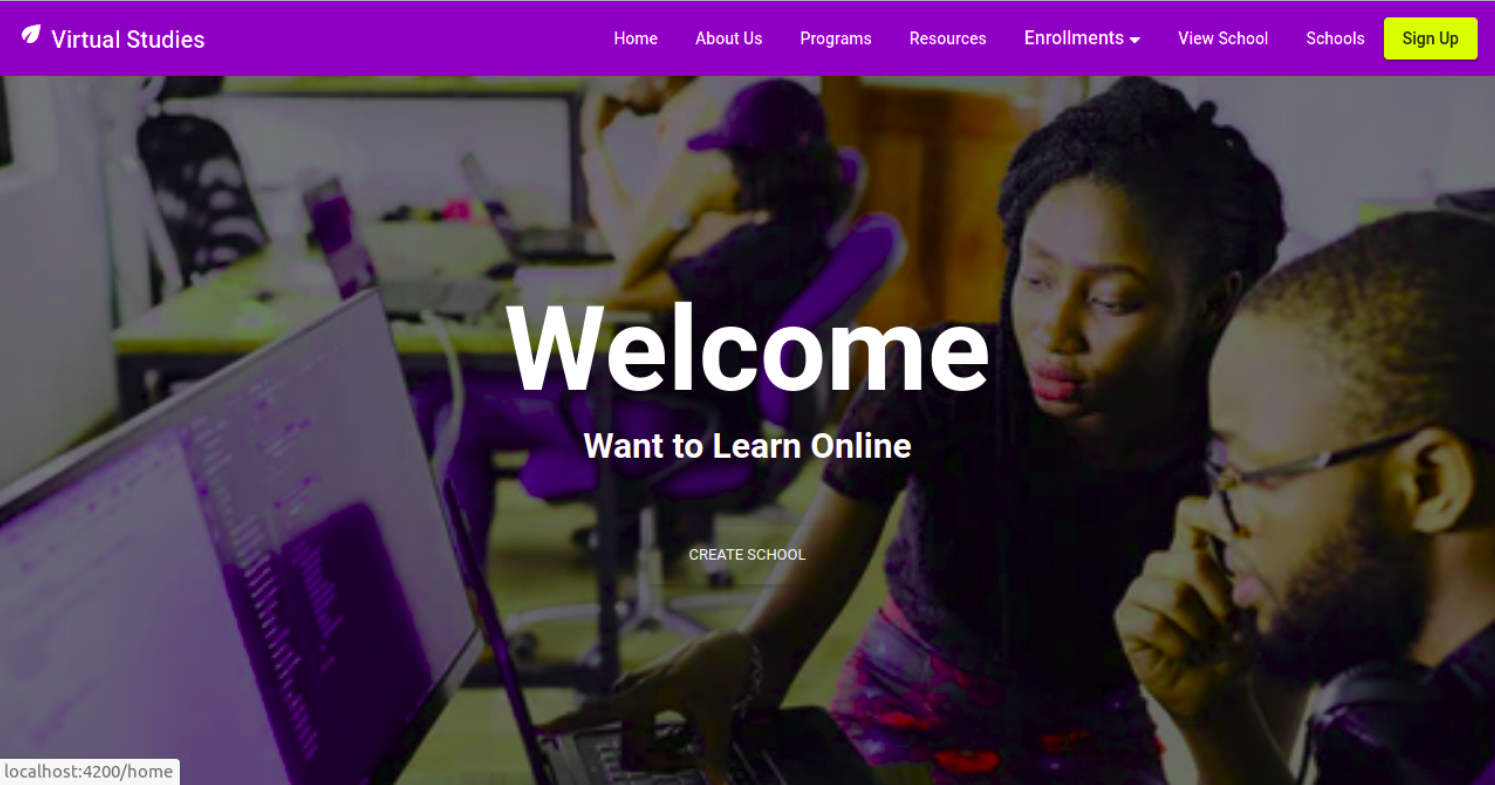 Virtual Studies
Home About Us Programs Resources Enrollments View School Schools Sign Up
Welcome
Want to Learn Online
CREATE SCHOOL
localhost:4200/home